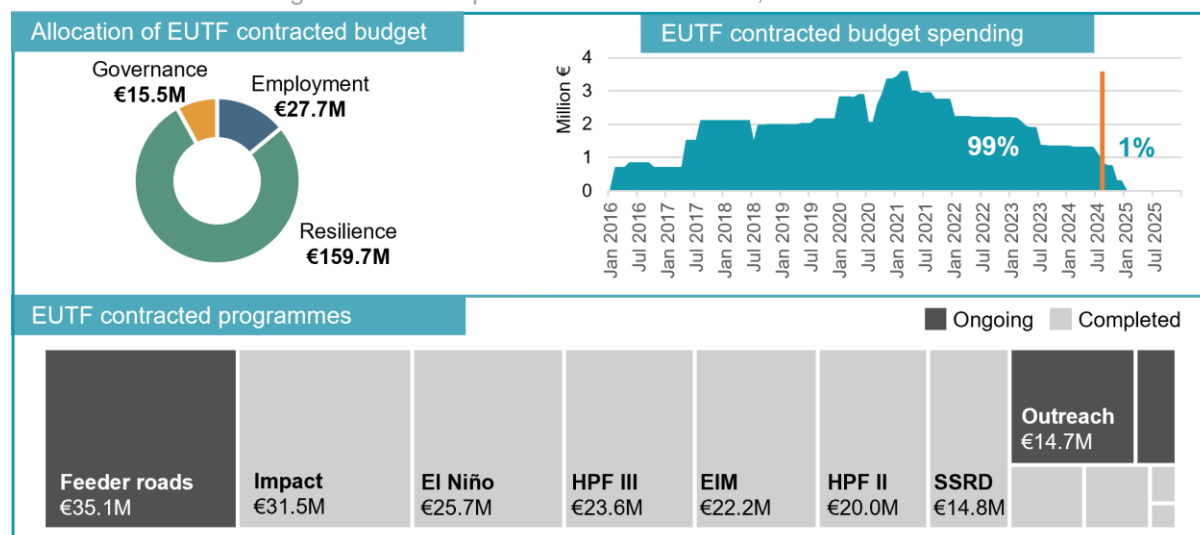 Allocation of EUTF contracted budget
Governance
€15.5M
Employment
€27.7M
Resilience
€159.7M
EUTF contracted budget spending
Million €
4
3
2
1
0
99%
1%
Jan 2016
Jul 2016
Jan 2017
Jul 2017
Jan 2018
Jul 2018
Jan 2019
Jul 2019
Jan 2020
Jul 2020
Jan 2021
Jul 2021
Jan 2022
Jul 2022
Jan 2023
Jul 2023
Jan 2024
Jul 2024
Jan 2025
Jul 2025
EUTF contracted programmes
Ongoing
Completed
Feeder roads
€35.1M
Impact
€31.5M
El Niño
€25.7M
HPF III
€23.6M
EIM
€22.2M
HPF II
€20.0M
SSRD
€14.8M
Outreach
€14.7M